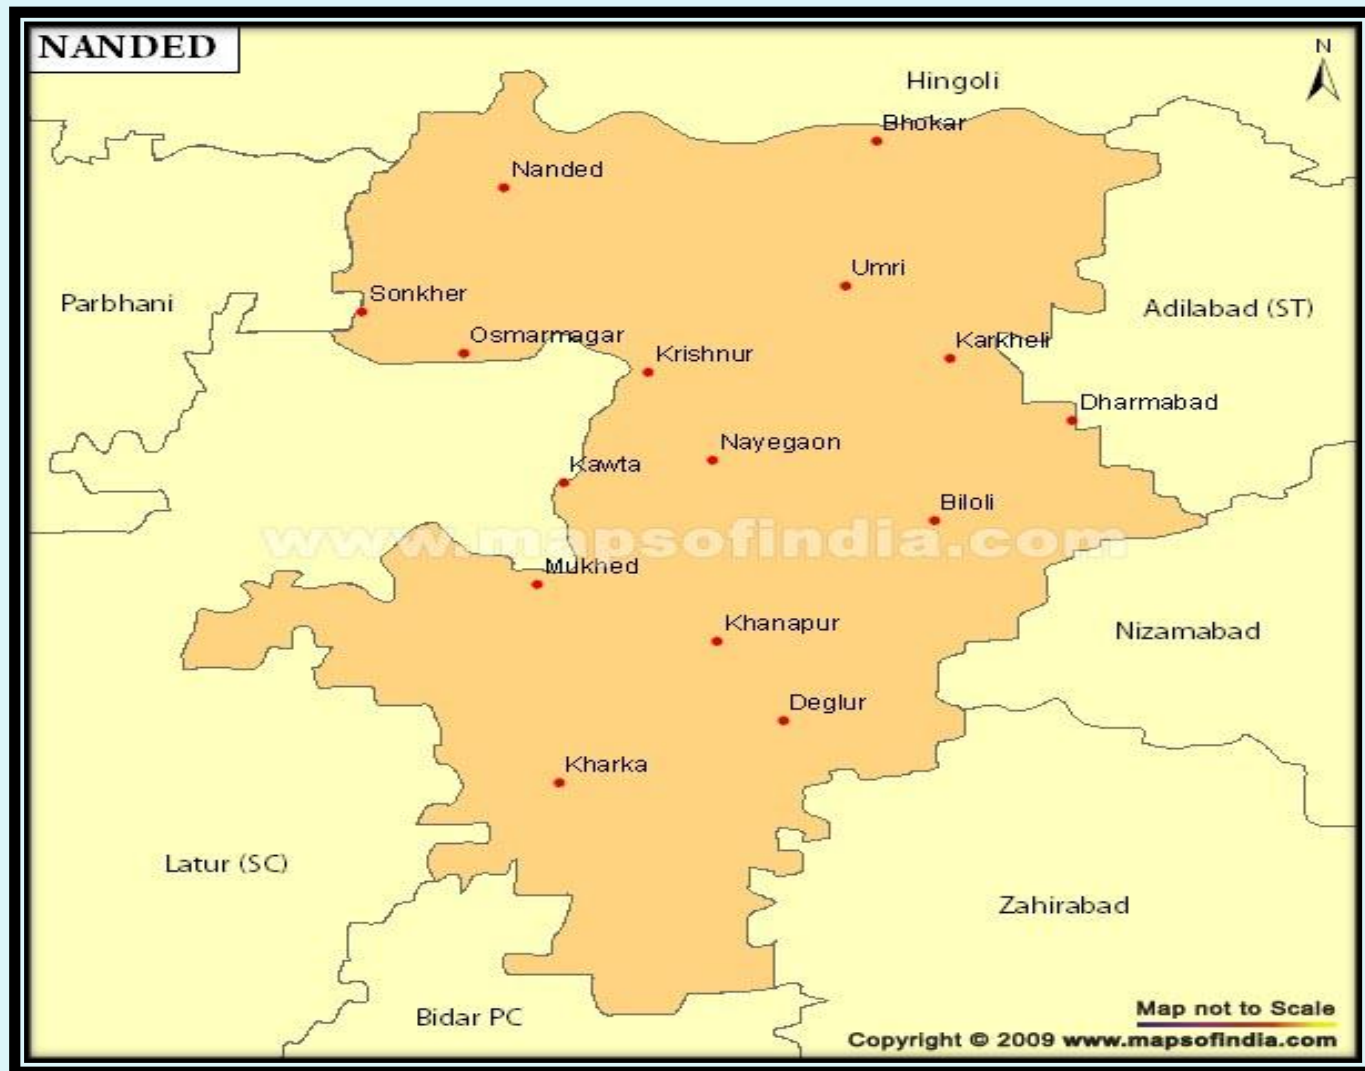 NANDED
N
Hingoli
Bhokar
Nanded
Umri
Sonkher
Parbhani
Adilabad (ST)
Osmarmagar
Krishnur
Karkheli
Dharmabad
Nayegaon
Kawta
Biloli
www.mapsofindia.com
Mukhed
Khanapur
Nizamabad
Deglur
Kharka
Latur (SC)
Zahirabad
Bidar PC
Map not to Scale
Copyright © 2009 www.mapsofindia.com